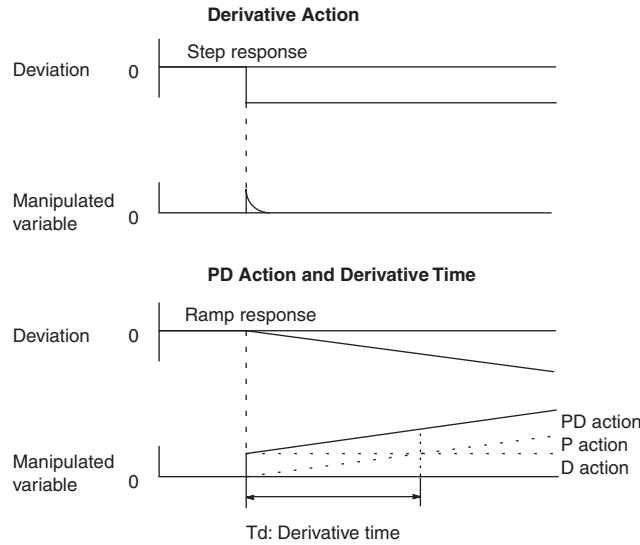 Derivative Action
Step response
Deviation 0
Manipulated
variable 0
PD Action and Derivative Time
Ramp response
Deviation 0
PD action
P action
D action
Manipulated
variable 0
Td: Derivative time